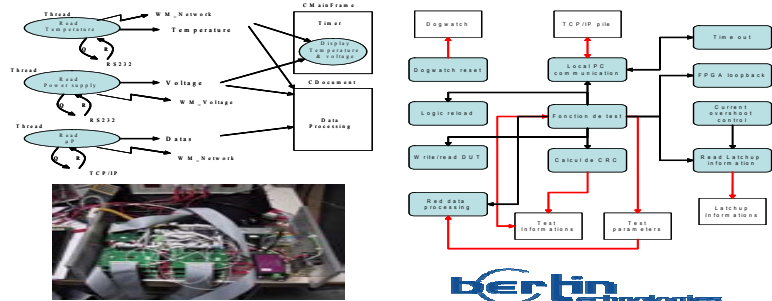 Thread
WM_Network
CMainFrame
Read
Temperature
Temperature
Timer
Q R
RS232
Display
Temperature
& voltage
Thread
Read
Power supply
Voltage
CDocument
Q R
WM_Voltage
RS232
Thread
Read
µP
Datas
Data
Processing
Q R
WM_Network
TCP/IP
Dogwatch
TCP/IP pile
Time out
Dogwatch reset
Local PC
communication
FPGA loopback
Logic reload
Fonction de test
Current
overshoot
control
Write/read DUT
Calcul de CRC
Read Latchup
information
Red data
processing
Test
Informations
Test
parameters
Latchup
Informations
bertin
technologies